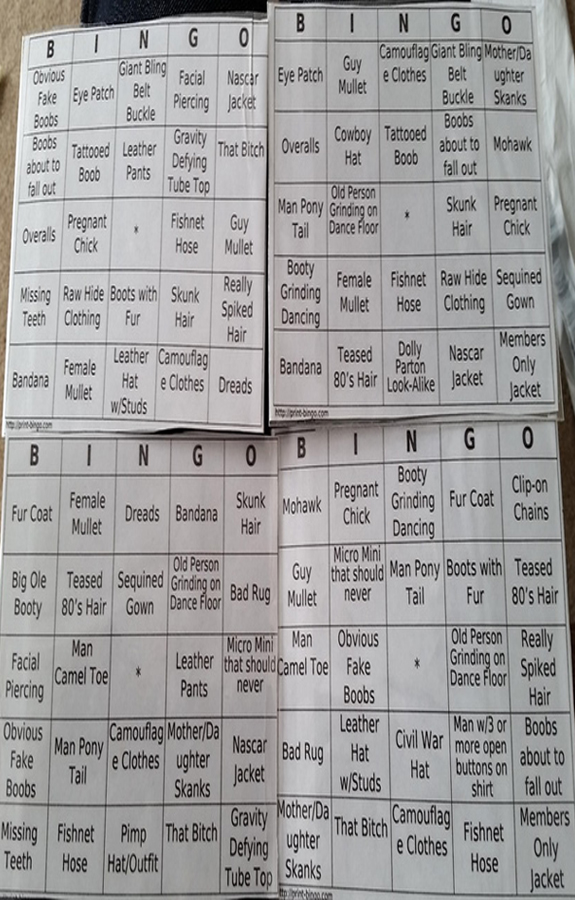 B I N G O
Obvious Fake Boobs
Eye Patch
Giant Bling Belt Buckle
Facial Piercing
Nascar Jacket
Boobs about to fall out
Tattooed Boob
Leather Pants
Gravity Defying Tube Top
That Bitch
Overalls
Pregnant Chick
*
Fishnet Hose
Guy Mullet
Missing Teeth
Raw Hide Clothing
Boots with Fur
Skunk Hair
Really Spiked Hair
Bandana
Female Mullet
Leather Hat w/Studs
Camouflag e Clothes
Dreads
http://print-bingo.com
B I N G O
Eye Patch
Guy Mullet
Camouflag e Clothes
Giant Bling Belt Buckle
Mother/Da ughter Skanks
Overalls
Cowboy Hat
Tattooed Boob
Boobs about to fall out
Mohawk
Man Pony Tail
Old Person Grinding on Dance Floor
*
Skunk Hair
Pregnant Chick
Booty Grinding Dancing
Female Mullet
Fishnet Hose
Raw Hide Clothing
Sequined Gown
Bandana
Teased 80's Hair
Dolly Parton Look-Alike
Nascar Jacket
Members Only Jacket
http://print-bingo.com
B I N G O
Fur Coat
Female Mullet
Dreads
Bandana
Skunk Hair
Big Ole Booty
Teased 80's Hair
Sequined Gown
Old Person Grinding on Dance Floor
Bad Rug
Facial Piercing
Man Camel Toe
*
Leather Pants
Micro Mini that should never
Obvious Fake Boobs
Man Pony Tail
Camouflag e Clothes
Mother/Da ughter Skanks
Nascar Jacket
Missing Teeth
Fishnet Hose
Pimp Hat/Outfit
That Bitch
Gravity Defying Tube Top
B I N G O
Mohawk
Pregnant Chick
Booty Grinding Dancing
Fur Coat
Clip-on Chains
Guy Mullet
Micro Mini that should never
Man Pony Tail
Boots with Fur
Teased 80's Hair
Man Camel Toe
Obvious Fake Boobs
*
Old Person Grinding on Dance Floor
Really Spiked Hair
Bad Rug
Leather Hat w/Studs
Civil War Hat
Man w/3 or more open buttons on shirt
Boobs about to fall out
Mother/Da ughter Skanks
That Bitch
Camouflag e Clothes
Fishnet Hose
Members Only Jacket
http://print-bingo.com